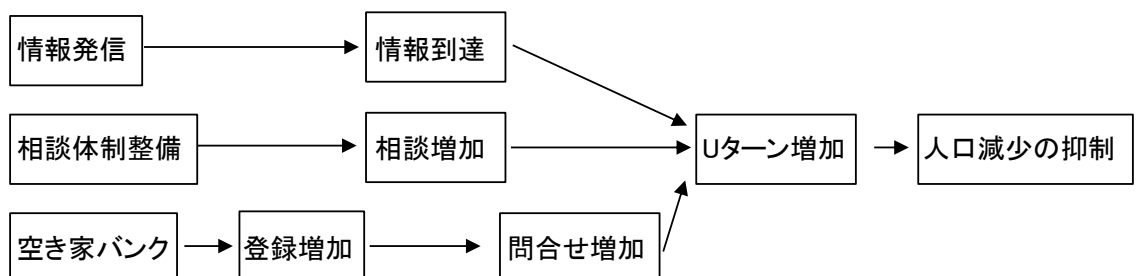 情報発信
情報到達
相談体制整備
相談増加
Uターン増加
人口減少の抑制
空き家バンク
登録増加
問合せ増加